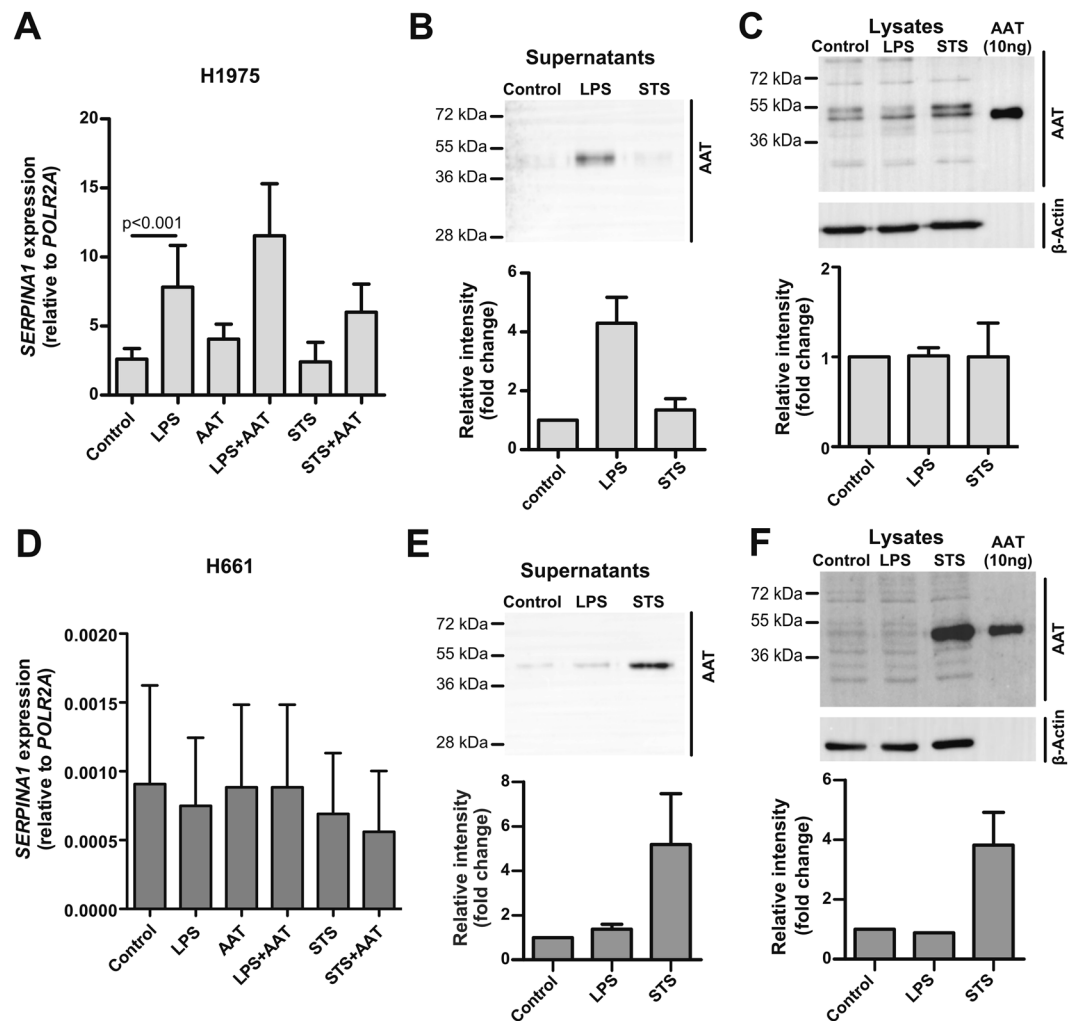 A
H1975
SERPINA1 expression
(relative to POLR2A)
20
15
10
5
0
p<0.001
Control
LPS
AAT
LPS+AAT
STS
STS+AAT
B
Supernatants
Control LPS STS
72 kDa
55 kDa
36 kDa
28 kDa
AAT
Relative intensity
(fold change)
6
4
2
0
control
LPS
STS
C
Lysates
AAT
(10ng)
Control LPS STS
72 kDa
55 kDa
36 kDa
AAT
β-Actin
Relative intensity
(fold change)
2
1
0
Control
LPS
STS
D
H661
SERPINA1 expression
(relative to POLR2A)
0.0020
0.0015
0.0010
0.0005
0.0000
Control
LPS
AAT
LPS+AAT
STS
STS+AAT
E
Supernatants
Control LPS STS
72 kDa
55 kDa
36 kDa
28 kDa
AAT
Relative intensity
(fold change)
8
6
4
2
0
Control
LPS
STS
F
Lysates
AAT
(10ng)
Control LPS STS
72 kDa
55 kDa
36 kDa
AAT
β-Actin
Relative intensity
(fold change)
6
4
2
0
Control
LPS
STS